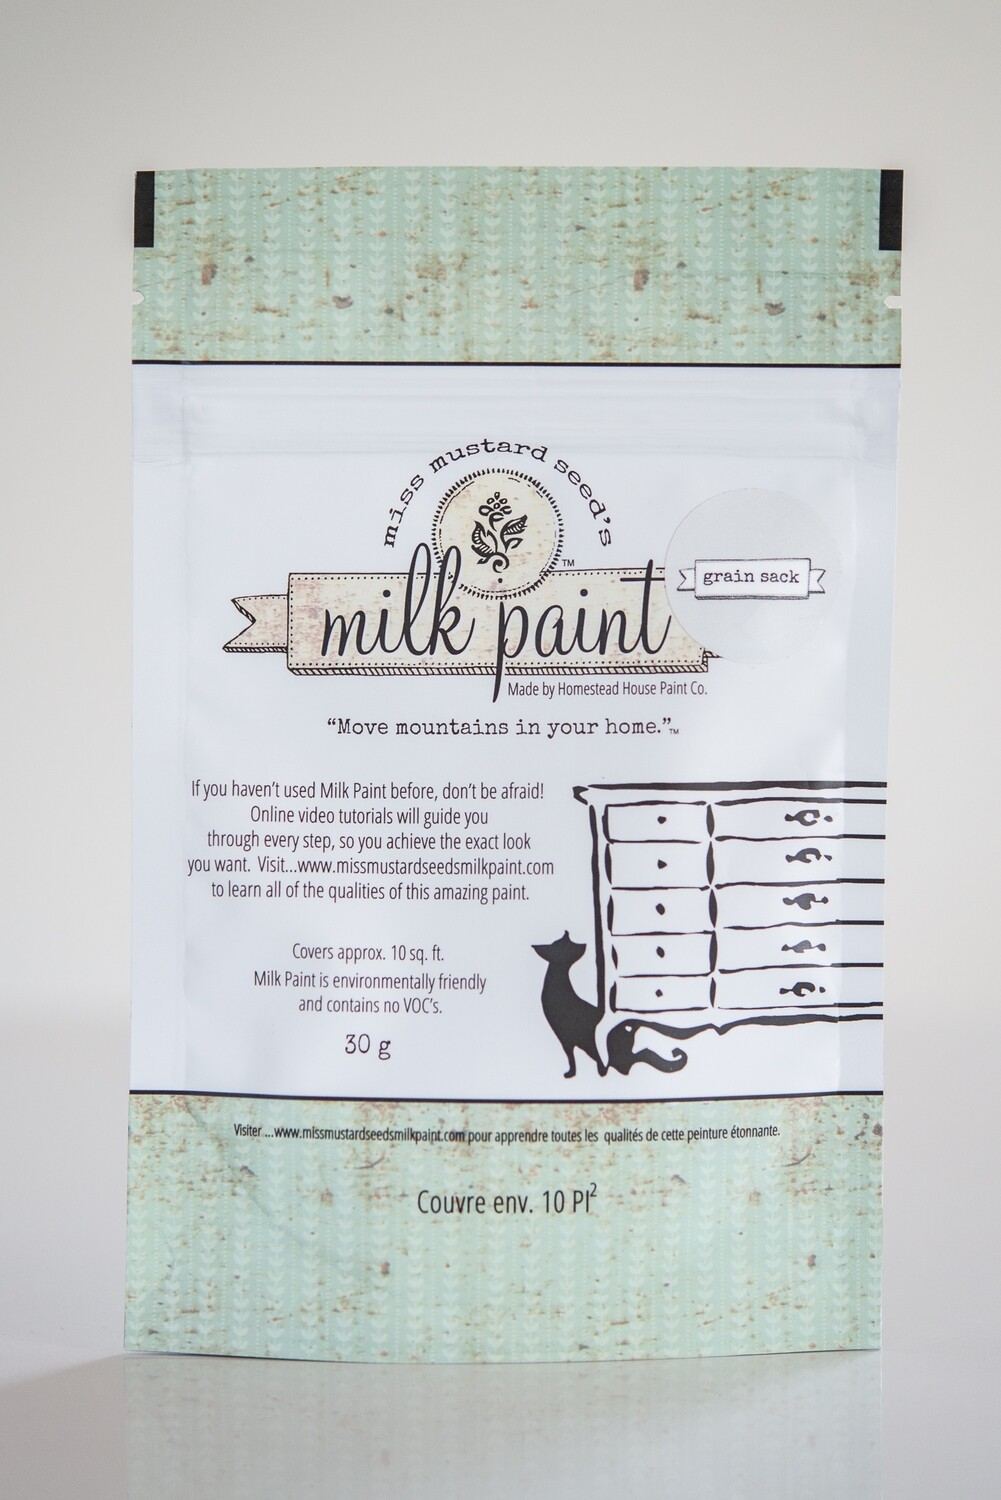 miss mustard seed's
milk paint™
grain sack
Made by Homestead House Paint Co.
“Move mountains in your home.”™
If you haven't used Milk Paint before, don't be afraid!
Online video tutorials will guide you
through every step, so you achieve the exact look
you want. Visit...www.missmustardseedsmilkpaint.com
to learn all of the qualities of this amazing paint.
Covers approx. 10 sq. ft.
Milk Paint is environmentally friendly
and contains no VOC's.
30 g
Visiter ...www.missmustardseedsmilkpaint.com pour apprendre toutes les qualités de cette peinture étonnante.
Couvre env. 10 PI²